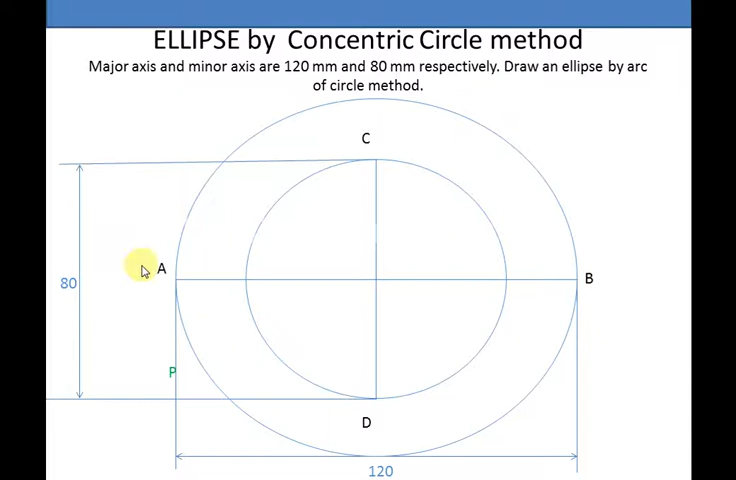 ELLIPSE by Concentric Circle method
Major axis and minor axis are 120 mm and 80 mm respectively. Draw an ellipse by arc
of circle method.
C
A
B
80
P
D
120